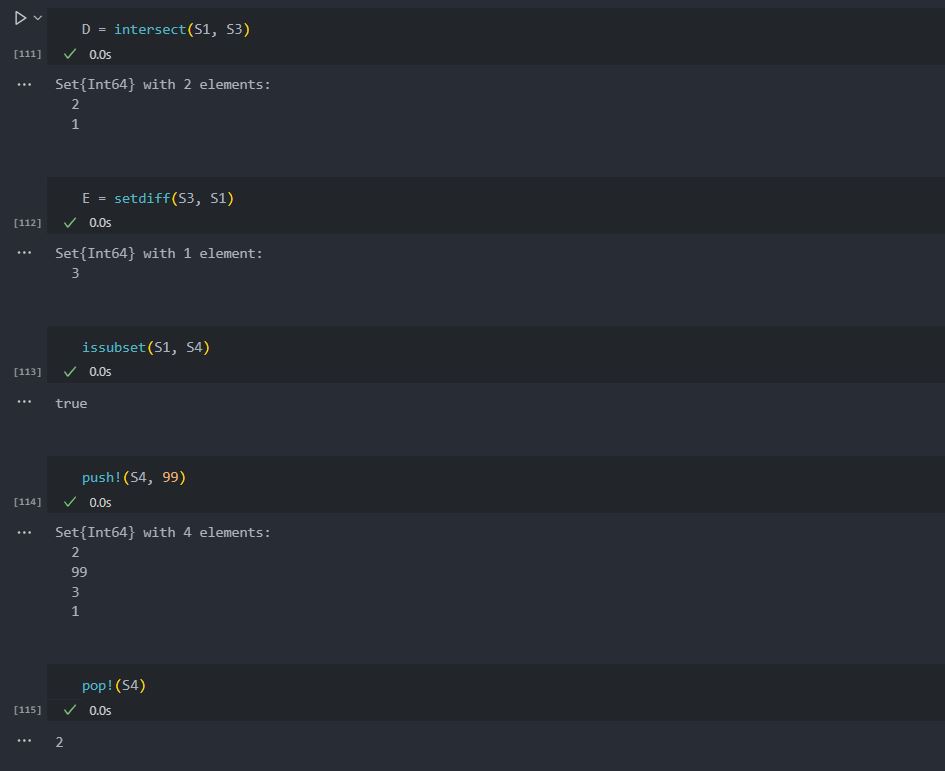 D = intersect(S1, S3)
[111] ✓ 0.0s
... Set{Int64} with 2 elements:
2
1
E = setdiff(S3, S1)
[112] ✓ 0.0s
... Set{Int64} with 1 element:
3
issubset(S1, S4)
[113] ✓ 0.0s
... true
push!(S4, 99)
[114] ✓ 0.0s
... Set{Int64} with 4 elements:
2
99
3
1
pop!(S4)
[115] ✓ 0.0s
... 2